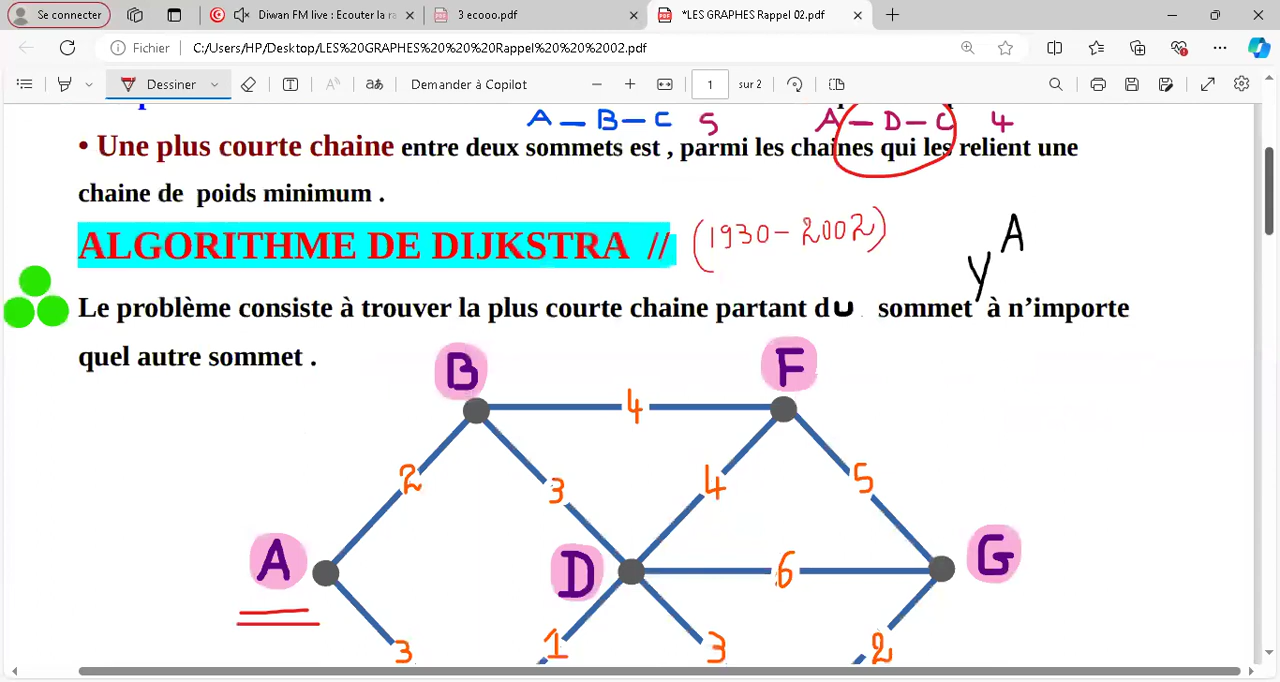 Se connecter
Diwan FM live : Ecouter la ra
3 ecooo.pdf
*LES GRAPHES Rappel 02.pdf
Fichier
C:/Users/HP/Desktop/LES%20GRAPHES%20%20%20Rappel%20%20%2002.pdf
Dessiner
aあ
Demander à Copilot
1
sur 2
A — B — C 5
A — D — C 4
• Une plus courte chaine entre deux sommets est , parmi les chaines qui les relient une
chaine de poids minimum .
ALGORITHME DE DIJKSTRA //
(1930 - 2002)
A
y
Le problème consiste à trouver la plus courte chaine partant du sommet à n’importe
quel autre sommet .
B
F
4
2
3
4
5
A
D
6
G
3
1
3
2